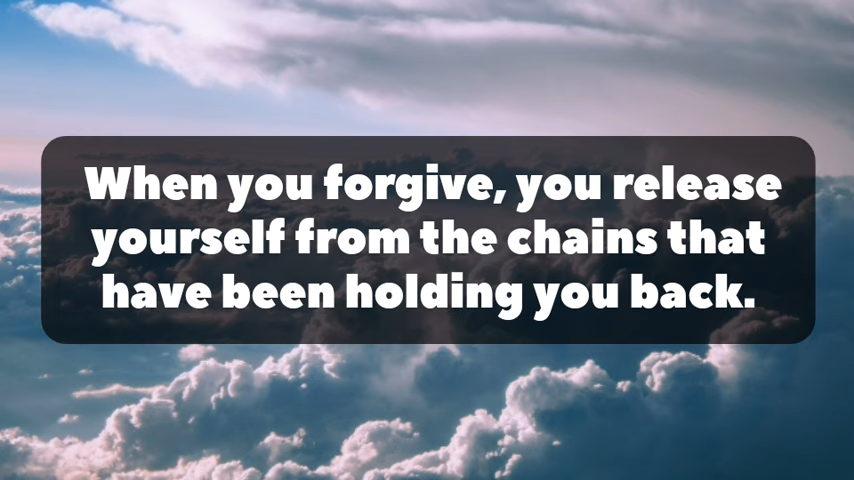 When you forgive, you release
yourself from the chains that
have been holding you back.